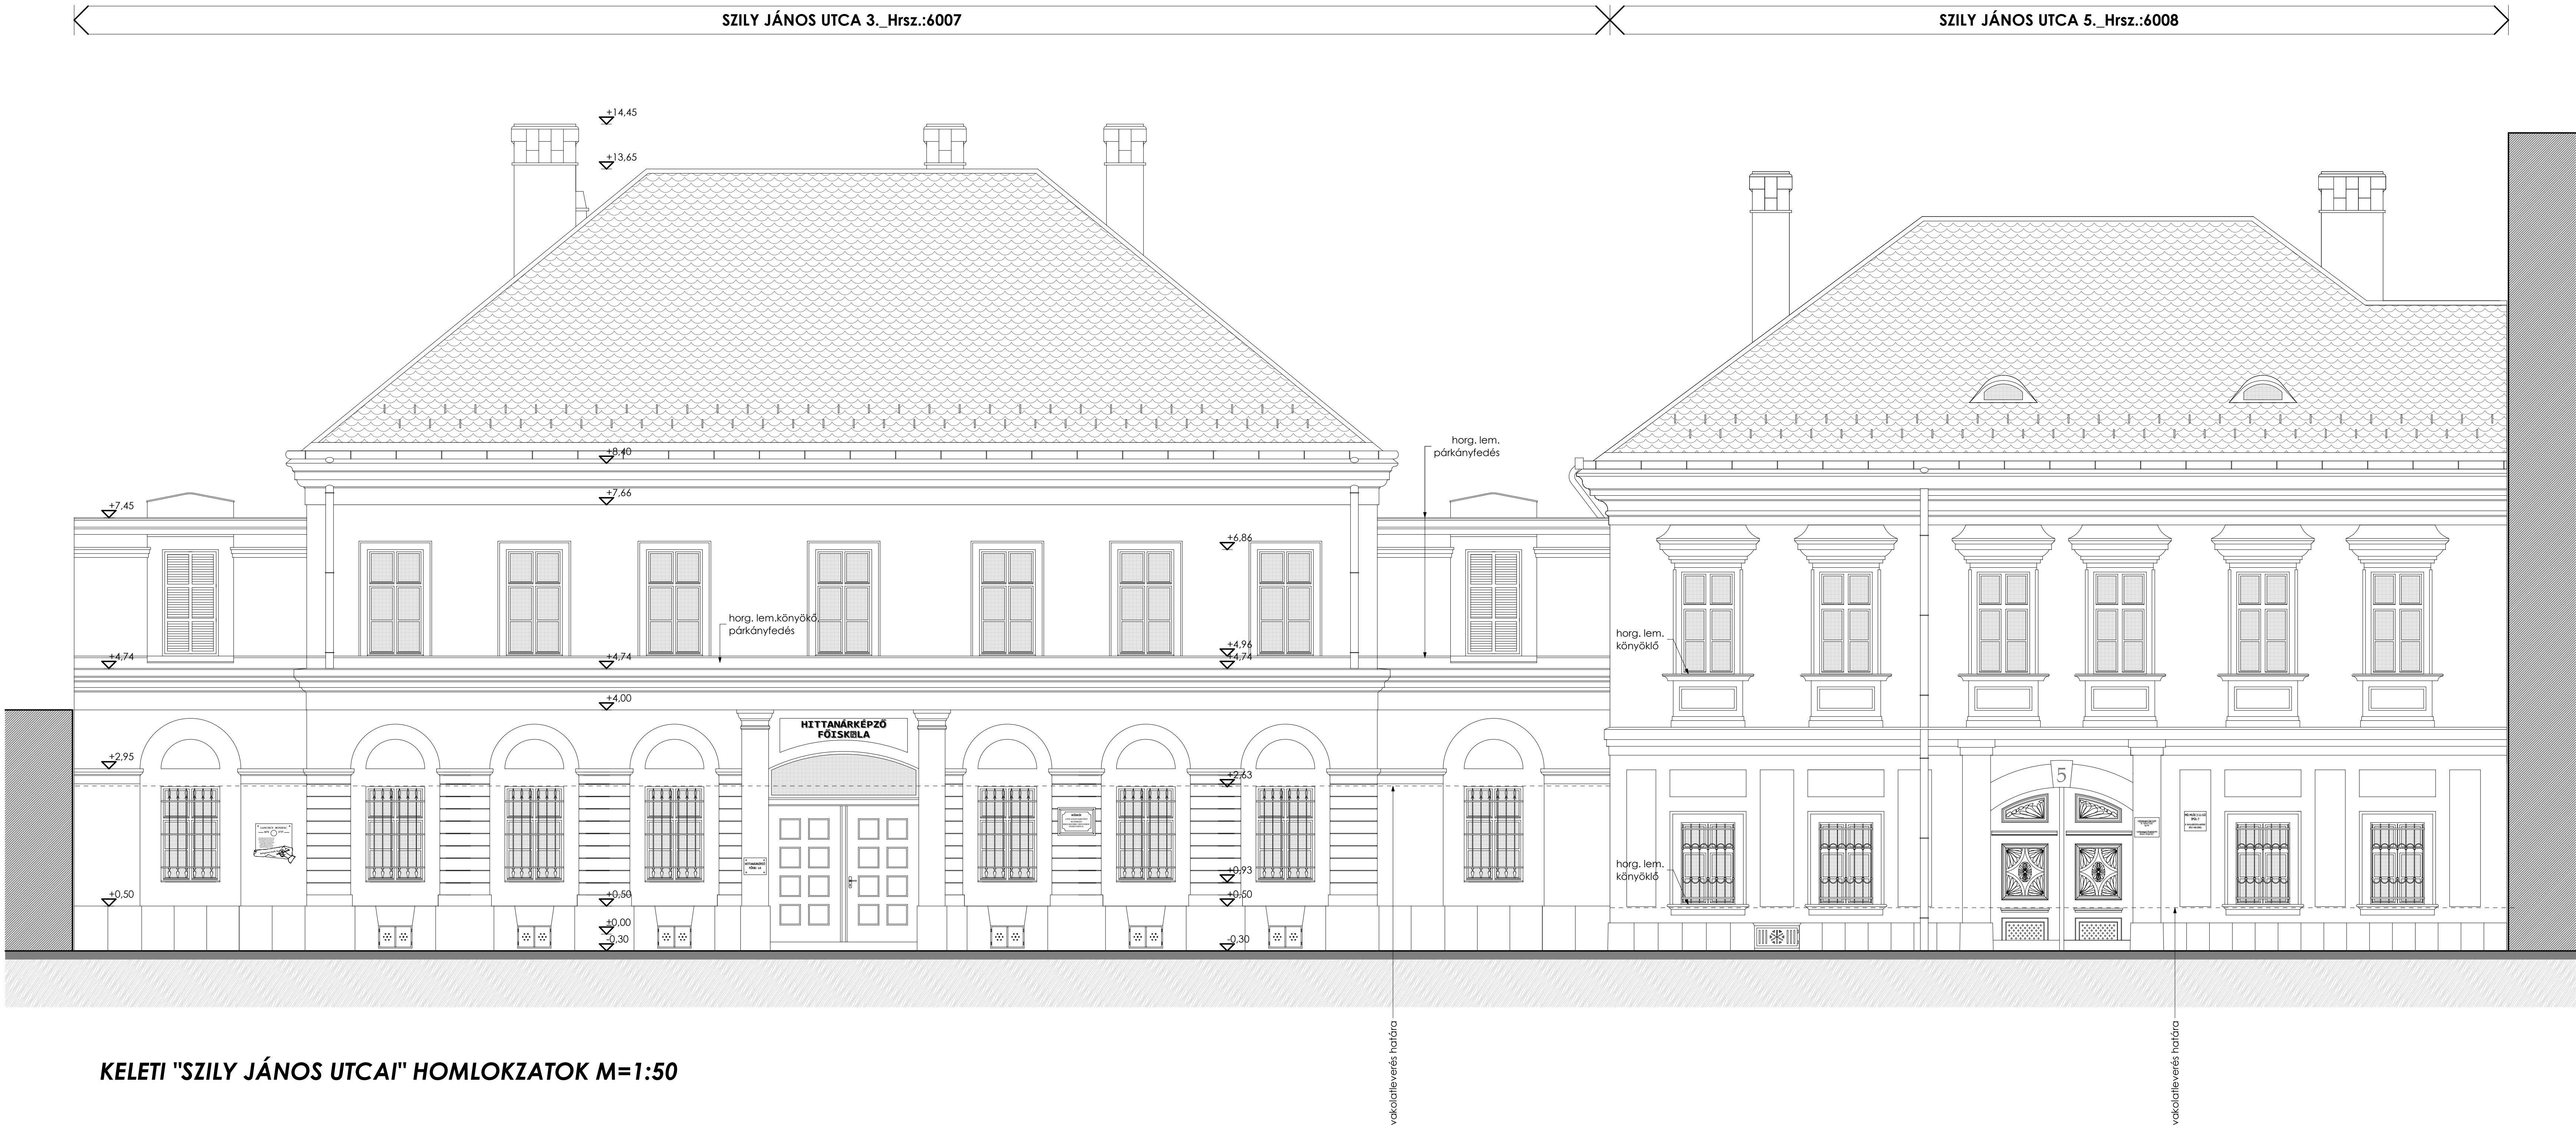 SZILY JÁNOS UTCA 3._Hrsz.:6007
SZILY JÁNOS UTCA 5._Hrsz.:6008
+14,45
+13,65
+8,40
+7,66
+7,45
+6,86
horg. lem.
párkányfedés
horg. lem.könyökö,
párkányfedés
+4,96
+4,74
+4,74
+4,74
+4,00
horg. lem.
könyöklő
HITTANÁRKÉPZŐ
+2,95
+2,63
5
horg. lem.
könyöklő
+0,93
+0,50
+0,50
+0,50
±0,00
-0,30
-0,30
vakolatleverés határa
vakolatleverés határa
KELETI "SZILY JÁNOS UTCAI" HOMLOKZATOK M=1:50